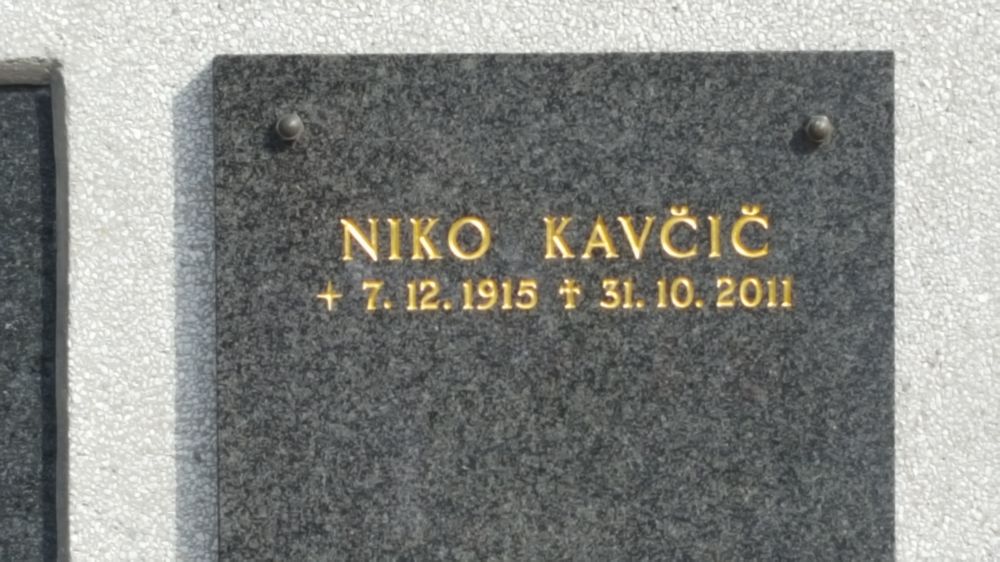 NIKO KAVČIČ
+ 7. 12. 1915 ✝ 31. 10. 2011